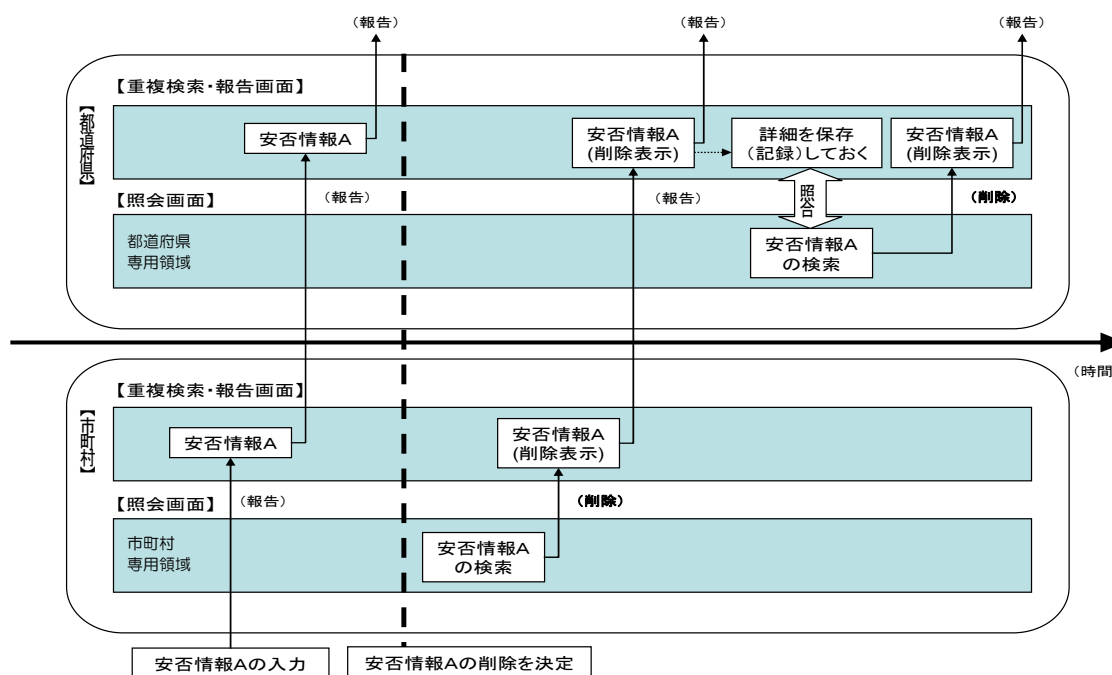 （報告）
（報告）
（報告）
【都道府県】
【重複検索・報告画面】
安否情報A
安否情報A
(削除表示)
詳細を保存
（記録）しておく
安否情報A
(削除表示)
【照会画面】
（報告）
（報告）
照合
（削除）
都道府県
専用領域
安否情報A
の検索
（時間
【市町村】
【重複検索・報告画面】
安否情報A
安否情報A
(削除表示)
【照会画面】
（報告）
（削除）
市町村
専用領域
安否情報A
の検索
安否情報Aの入力
安否情報Aの削除を決定